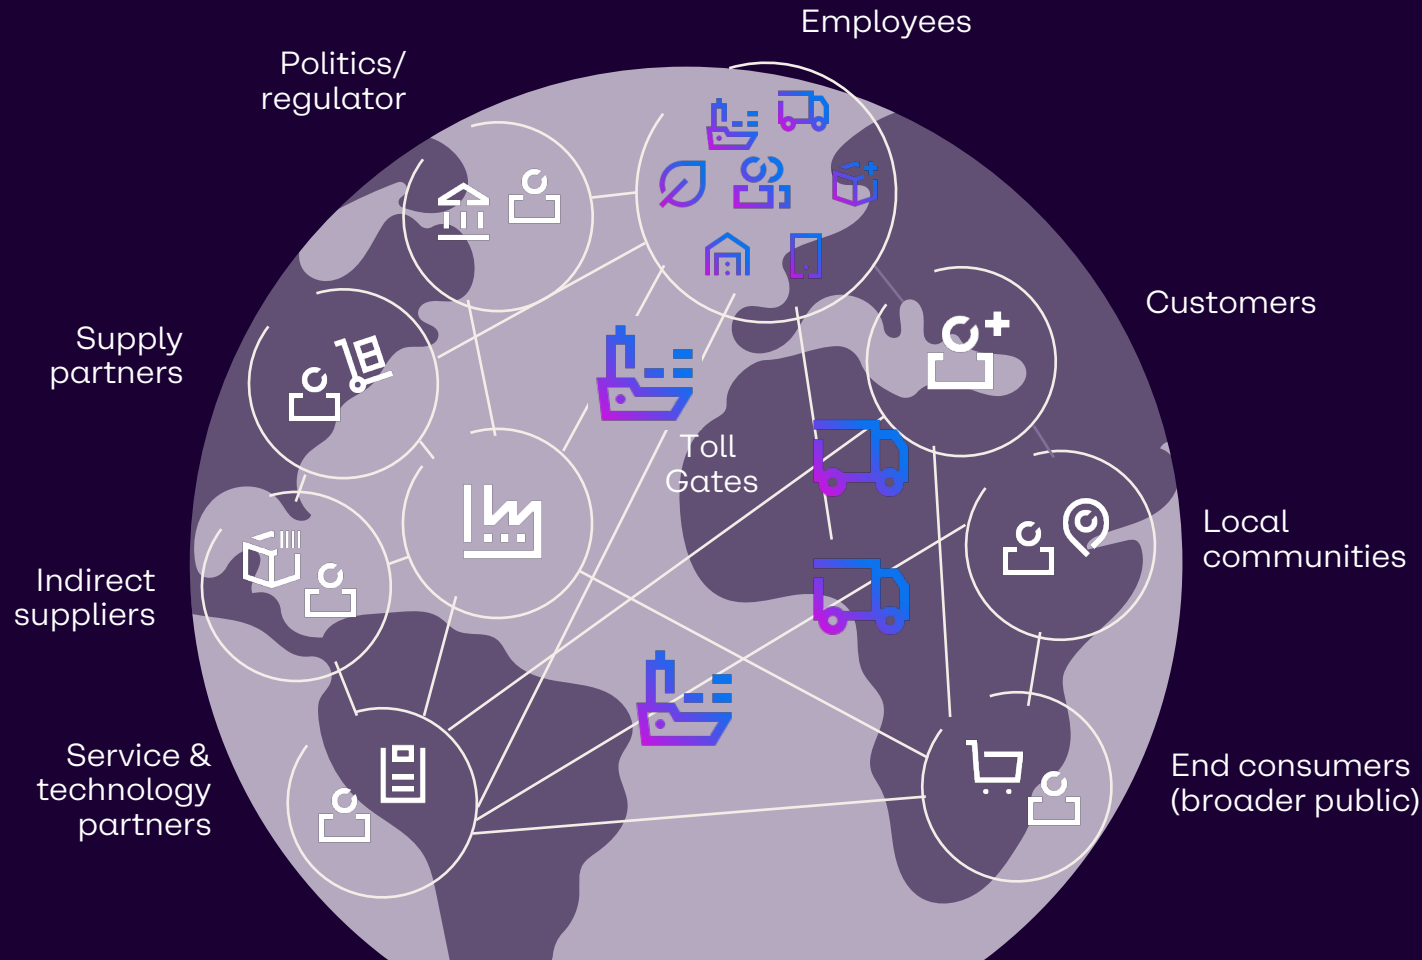 Employees
Politics/
regulator
Customers
Supply
partners
Toll
Gates
Local
communities
Indirect
suppliers
Service &
technology
partners
End consumers
(broader public)